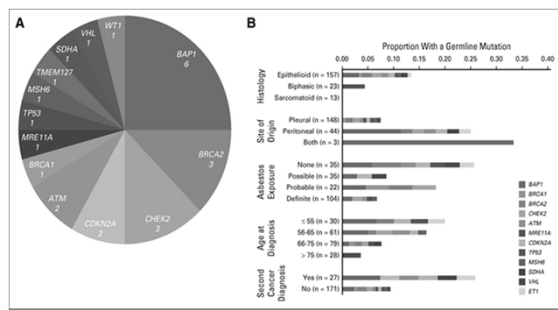 A
BAP1
6
BRCA2
3
CHEK2
3
CDKN2A
2
ATM
2
BRCA1
1
MRE11A
1
TP53
1
MSH6
1
TMEM127
1
SDHA
1
VHL
1
WT1
1
B
Proportion With a Germline Mutation
0.00 0.05 0.10 0.15 0.20 0.25 0.30 0.35 0.40
Histology
Epithelioid (n = 157)
Biphasic (n = 23)
Sarcomatoid (n = 13)
Site of
Origin
Pleural (n = 148)
Peritoneal (n = 44)
Both (n = 3)
Asbestos
Exposure
None (n = 35)
Possible (n = 35)
Probable (n = 22)
Definite (n = 104)
Age at
Diagnosis
≤ 55 (n = 30)
56-65 (n = 61)
66-75 (n = 79)
> 75 (n = 28)
Second
Cancer
Diagnosis
Yes (n = 27)
No (n = 171)
BAP1
BRCA1
BRCA2
CHEK2
ATM
MRE11A
CDKN2A
TP53
MSH6
SDHA
VHL
ET1